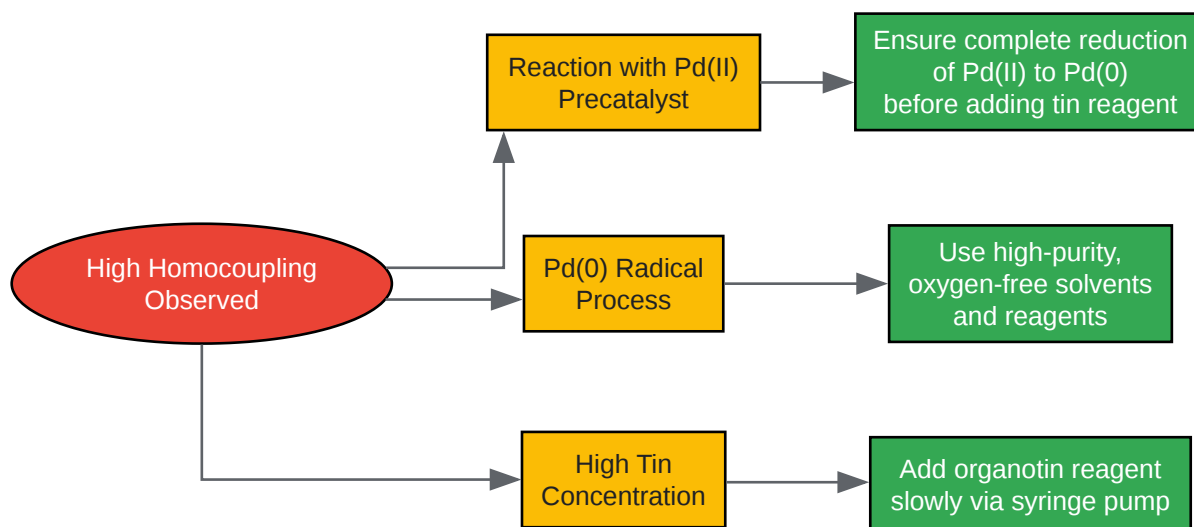 High Homocoupling
Observed
Reaction with Pd(II)
Precatalyst
Ensure complete reduction
of Pd(II) to Pd(0)
before adding tin reagent
Pd(0) Radical
Process
Use high-purity,
oxygen-free solvents
and reagents
High Tin
Concentration
Add organotin reagent
slowly via syringe pump